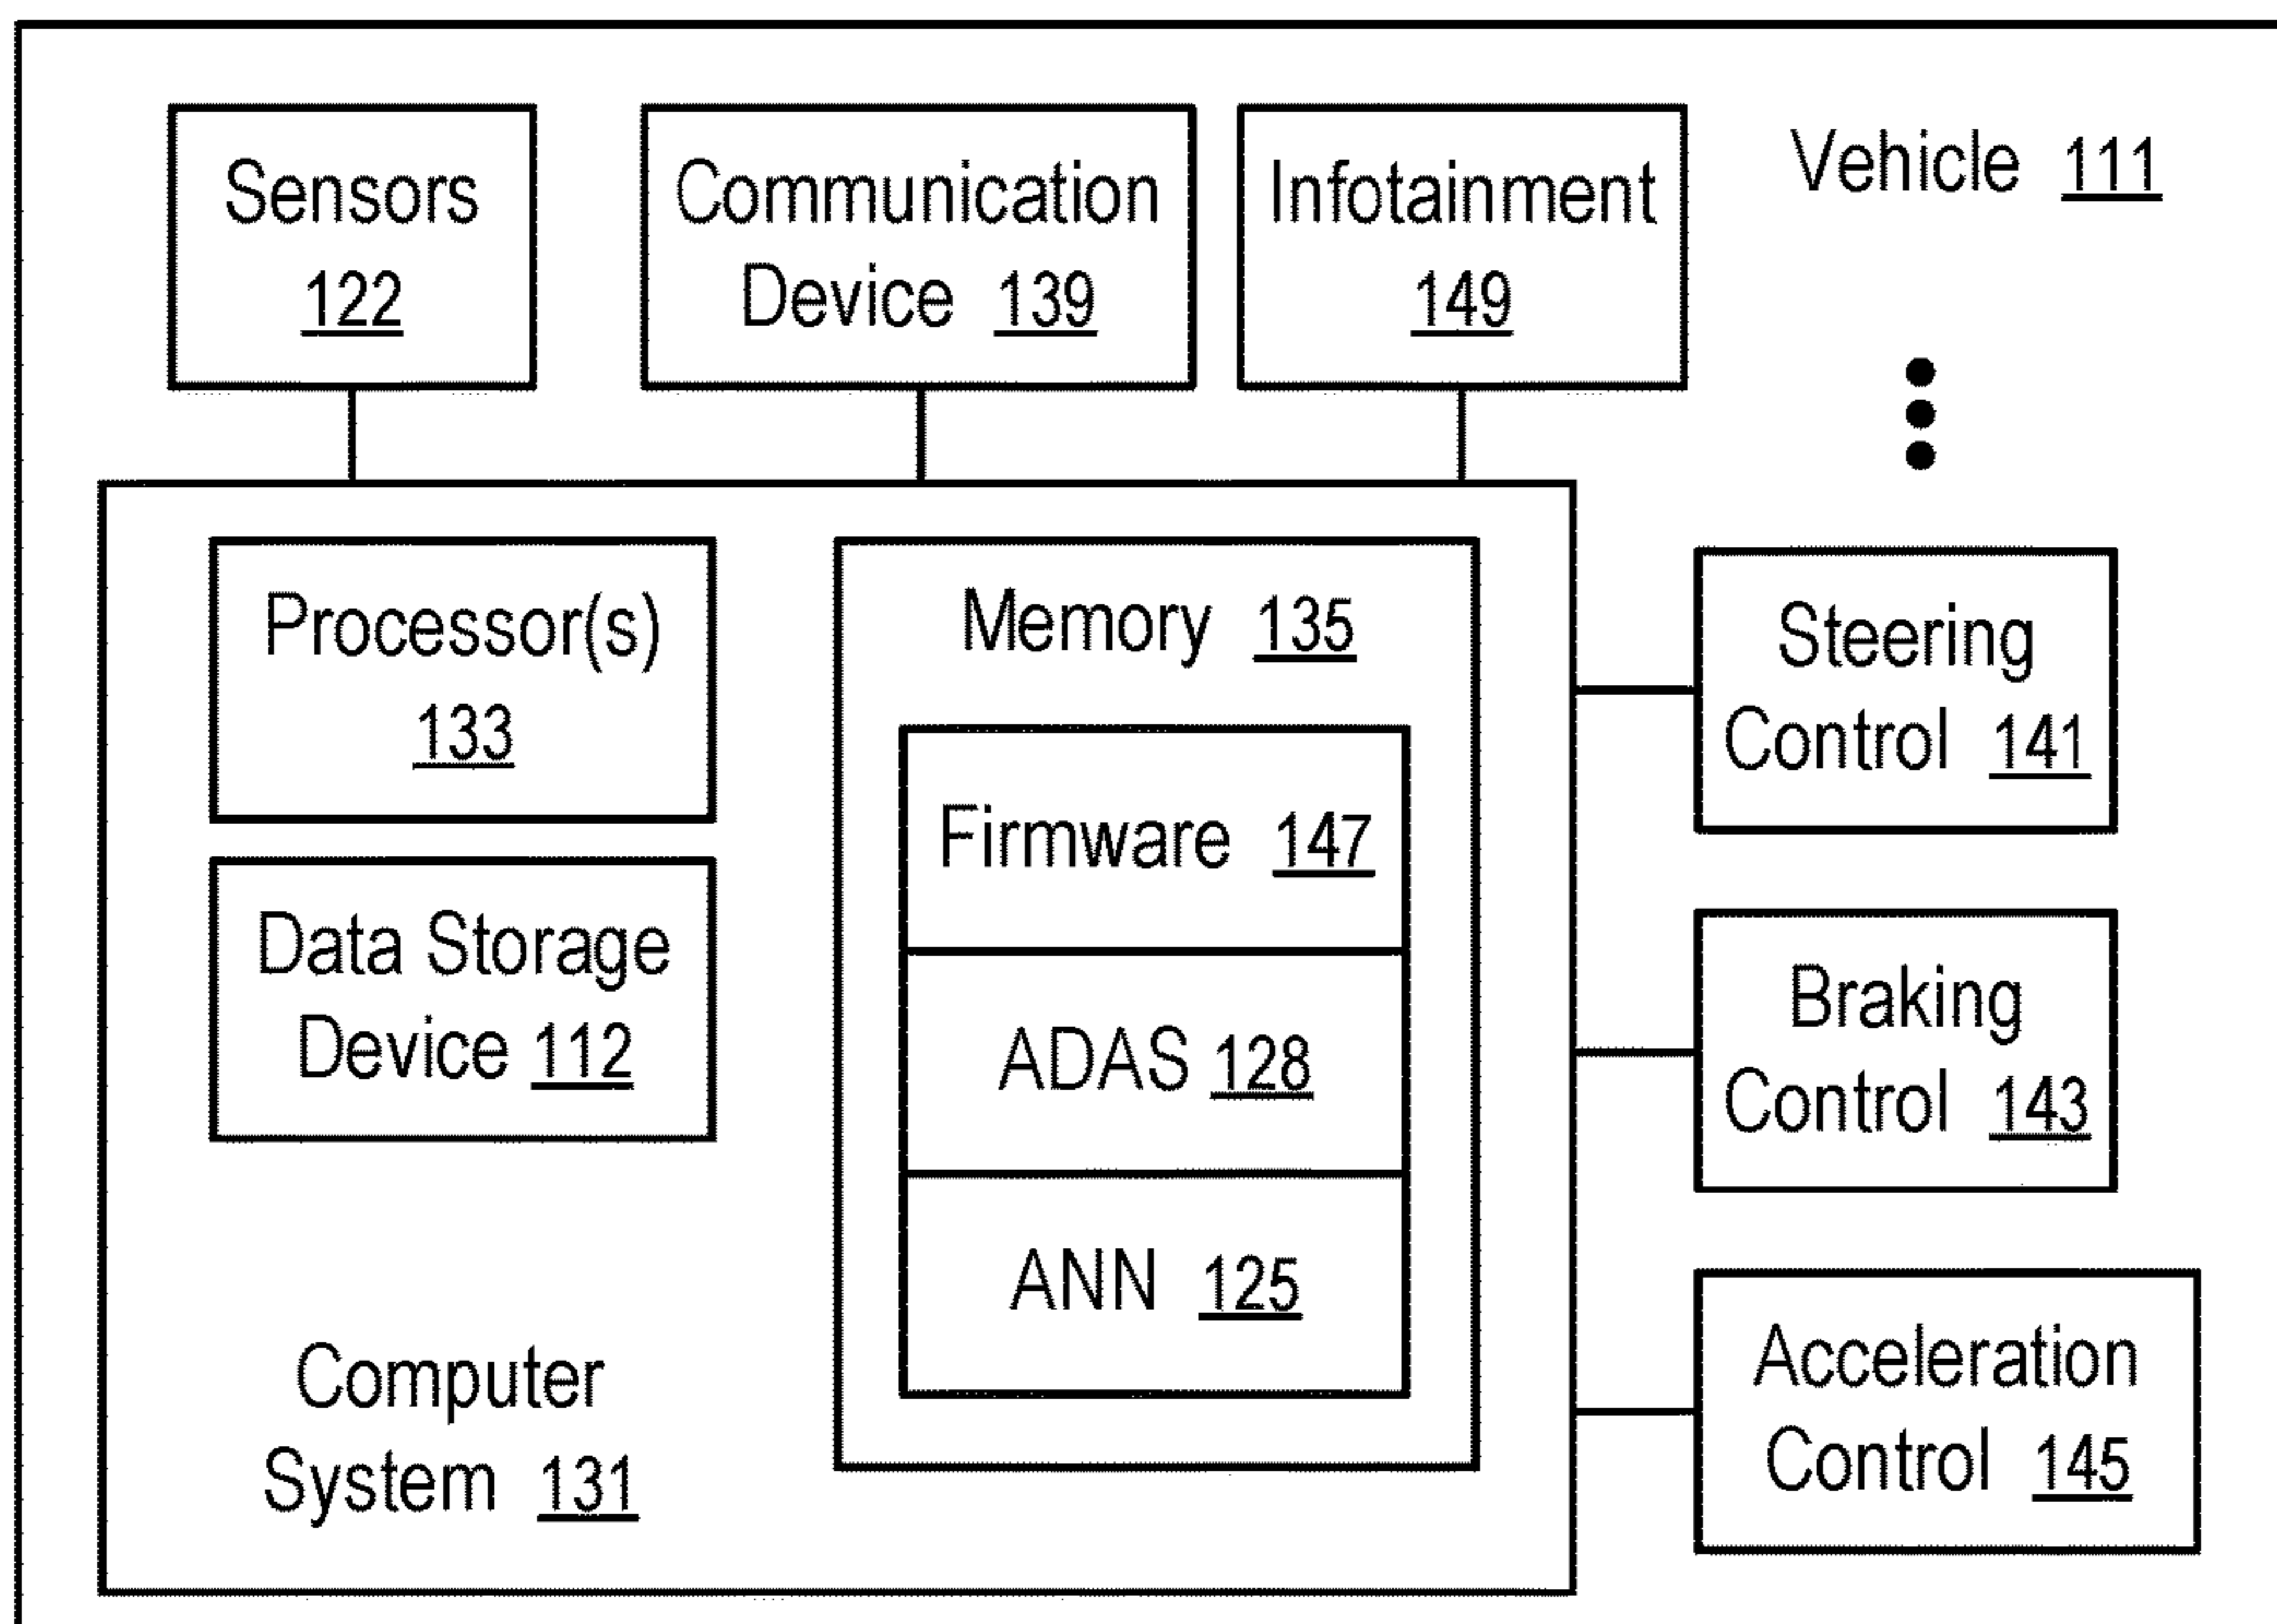 Sensors
122
Communication
Device 139
Infotainment
149
Vehicle 111
Processor(s)
133
Data Storage
Device 112
Computer
System 131
Memory 135
Firmware 147
ADAS 128
ANN 125
Steering
Control 141
Braking
Control 143
Acceleration
Control 145